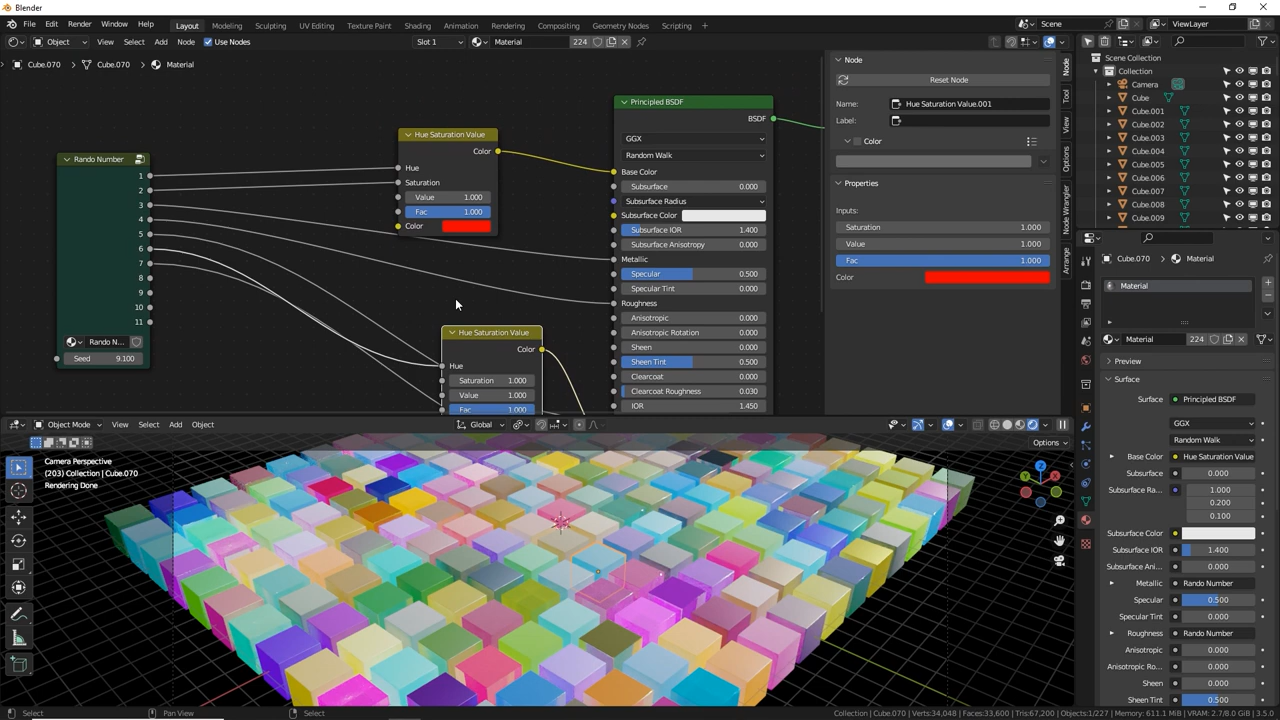 Blender
File Edit Render Window Help Layout Modeling Sculpting UV Editing Texture Paint Shading Animation Rendering Compositing Geometry Nodes Scripting + Scene ViewLayer
Object View Select Add Node Use Nodes Slot 1 Material 224
Cube.070 > Cube.070 > Material
Rando Number
1
2
3
4
5
6
7
8
9
10
11
Rando N...
Seed 9.100
Hue Saturation Value
Color
Hue
Saturation
Value 1.000
Fac 1.000
Color
Hue Saturation Value
Color
Hue
Saturation 1.000
Value 1.000
Fac 1.000
Principled BSDF
BSDF
GGX
Random Walk
Base Color
Subsurface 0.000
Subsurface Radius
Subsurface Color
Subsurface IOR 1.400
Subsurface Anisotropy 0.000
Metallic
Specular 0.500
Specular Tint 0.000
Roughness
Anisotropic 0.000
Anisotropic Rotation 0.000
Sheen 0.000
Sheen Tint 0.500
Clearcoat 0.000
Clearcoat Roughness 0.030
IOR 1.450
Node
Reset Node
Name: Hue Saturation Value.001
Label:
Color
Properties
Inputs:
Saturation 1.000
Value 1.000
Fac 1.000
Color
Node
Tool
View
Options
Node Wrangler
Arrange
Scene Collection
Collection
Camera
Cube
Cube.001
Cube.002
Cube.003
Cube.004
Cube.005
Cube.006
Cube.007
Cube.008
Cube.009
Cube.070 > Material
Material
Material 224
Preview
Surface
Surface Principled BSDF
GGX
Random Walk
Base Color Hue Saturation Value
Subsurface 0.000
Subsurface Ra... 1.000
0.200
0.100
Subsurface Color
Subsurface IOR 1.400
Subsurface Ani... 0.000
Metallic Rando Number
Specular 0.500
Specular Tint 0.000
Roughness Rando Number
Anisotropic 0.000
Anisotropic Ro... 0.000
Sheen 0.000
Sheen Tint 0.500
Object Mode View Select Add Object Global
Options
Camera Perspective
(203) Collection | Cube.070
Rendering Done
Z
Select Pan View Select Collection | Cube.070 | Verts:34,048 | Faces:33,600 | Tris:67,200 | Objects:1/227 | Memory: 611.1 MiB | VRAM: 2.7/8.0 GiB | 3.5.0